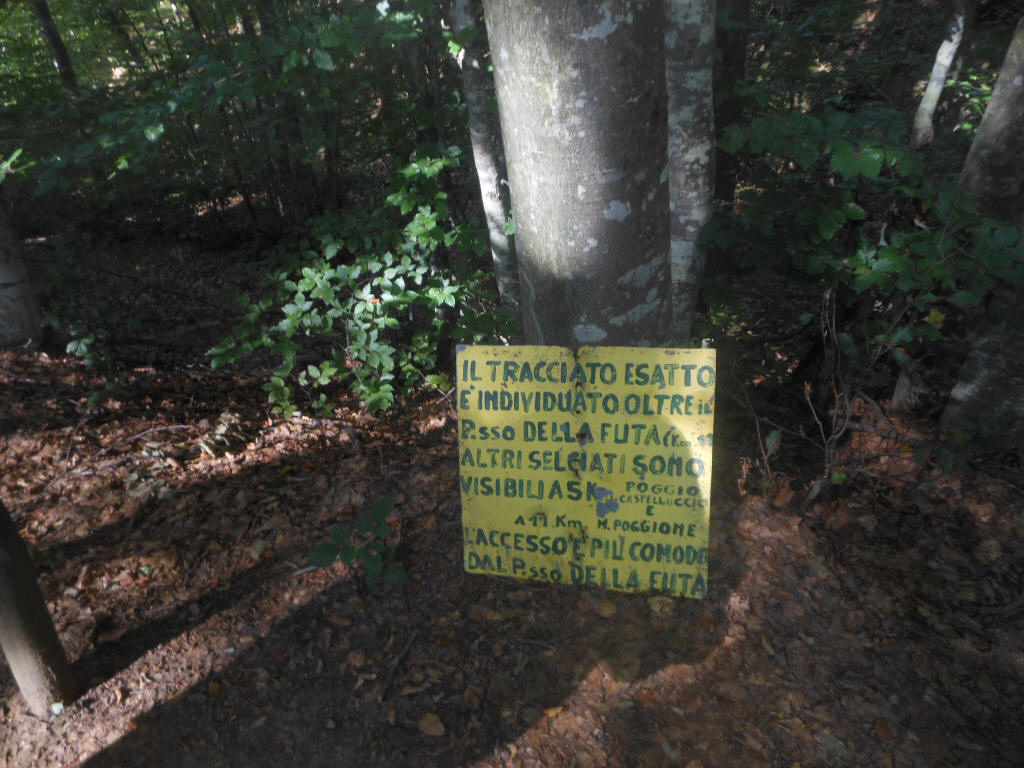 IL TRACCIATO ESATTO
E' INDIVIDUATO OLTRE IL
P.SSO DELLA FUTA (Km. 11
ALTRI SELCIATI SONO
VISIBILI A 5 K POGGIO
CASTELLUCCIO
E
A 11 Km. M. POGGIONE
L'ACCESSO E' PIÙ COMODO
DAL P.SSO DELLA FUTA